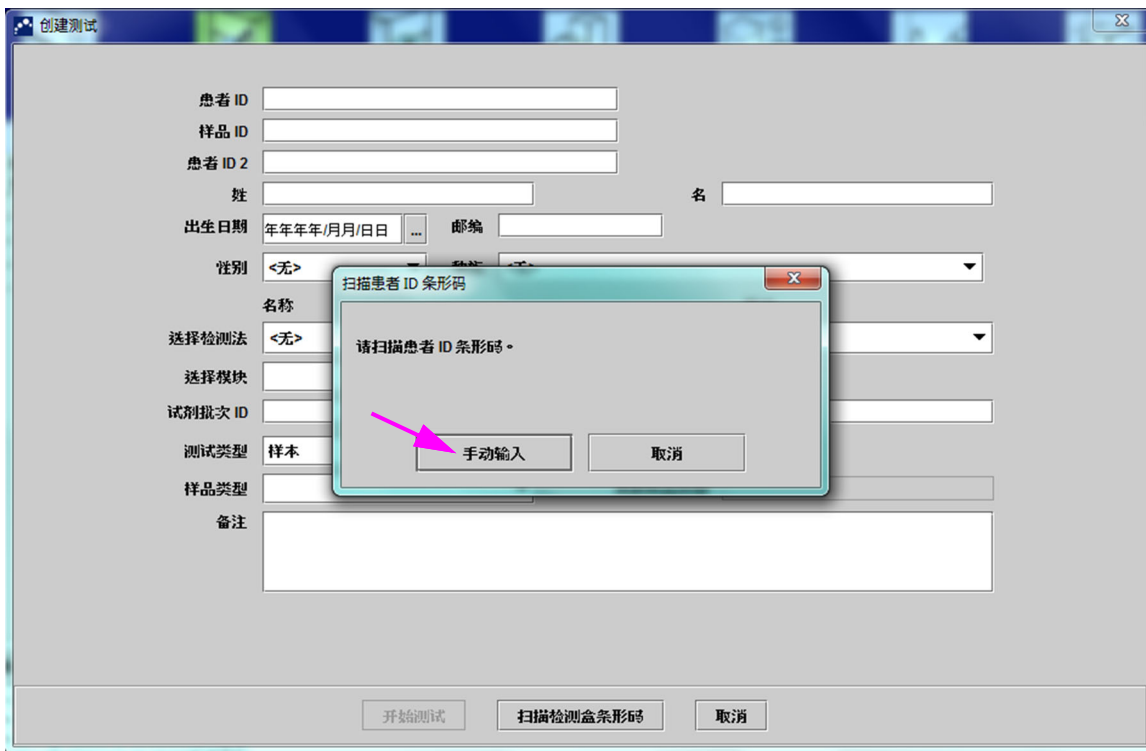 创建测试
患者 ID
样品 ID
患者 ID 2
姓 名
出生日期 年年年年/月月/日日 ... 邮编
性别 <无>
扫描患者 ID 条形码
名称
请扫描患者 ID 条形码。
选择检测法 <无>
选择模块
试剂批次 ID
测试类型 样本
手动输入 取消
样品类型
备注
开始测试 扫描检测盒条形码 取消